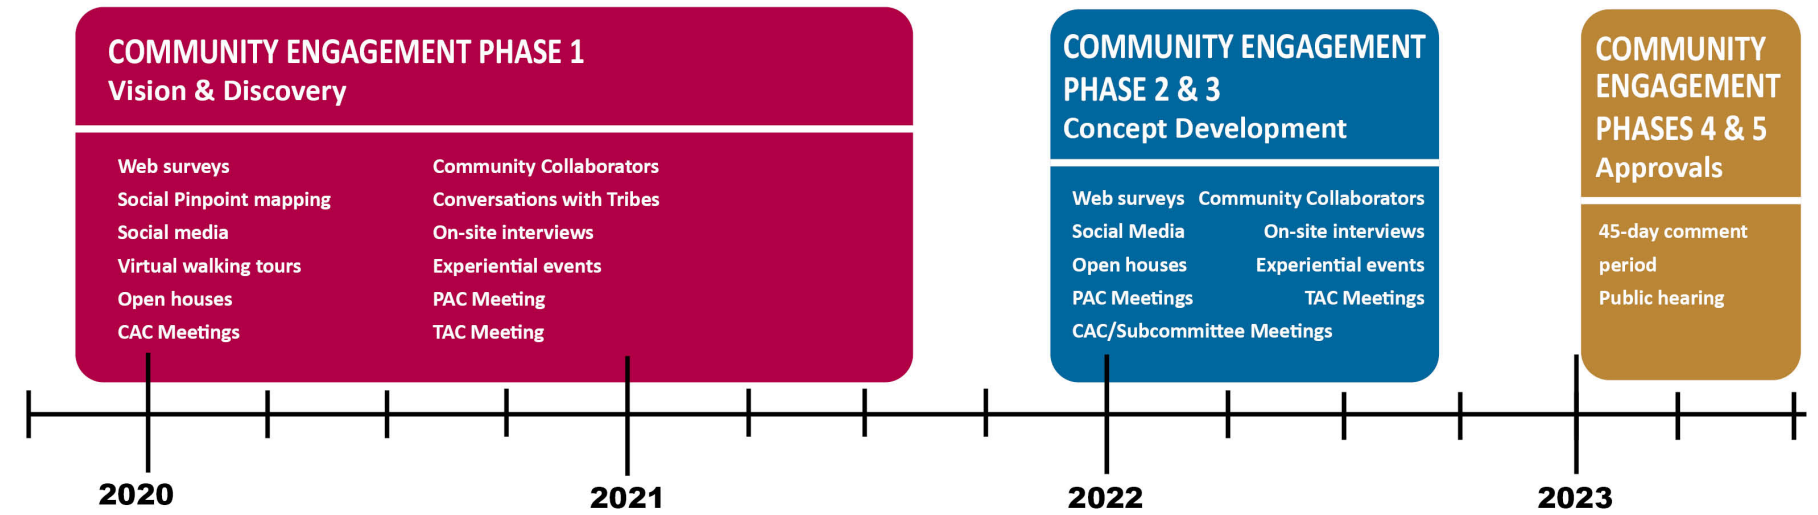 COMMUNITY ENGAGEMENT PHASE 1
Vision & Discovery
Web surveys
Social Pinpoint mapping
Social media
Virtual walking tours
Open houses
CAC Meetings
Community Collaborators
Conversations with Tribes
On-site interviews
Experiential events
PAC Meeting
TAC Meeting
COMMUNITY ENGAGEMENT
PHASE 2 & 3
Concept Development
Web surveys Community Collaborators
Social Media On-site interviews
Open houses Experiential events
PAC Meetings TAC Meetings
CAC/Subcommittee Meetings
COMMUNITY
ENGAGEMENT
PHASES 4 & 5
Approvals
45-day comment
period
Public hearing
2020
2021
2022
2023